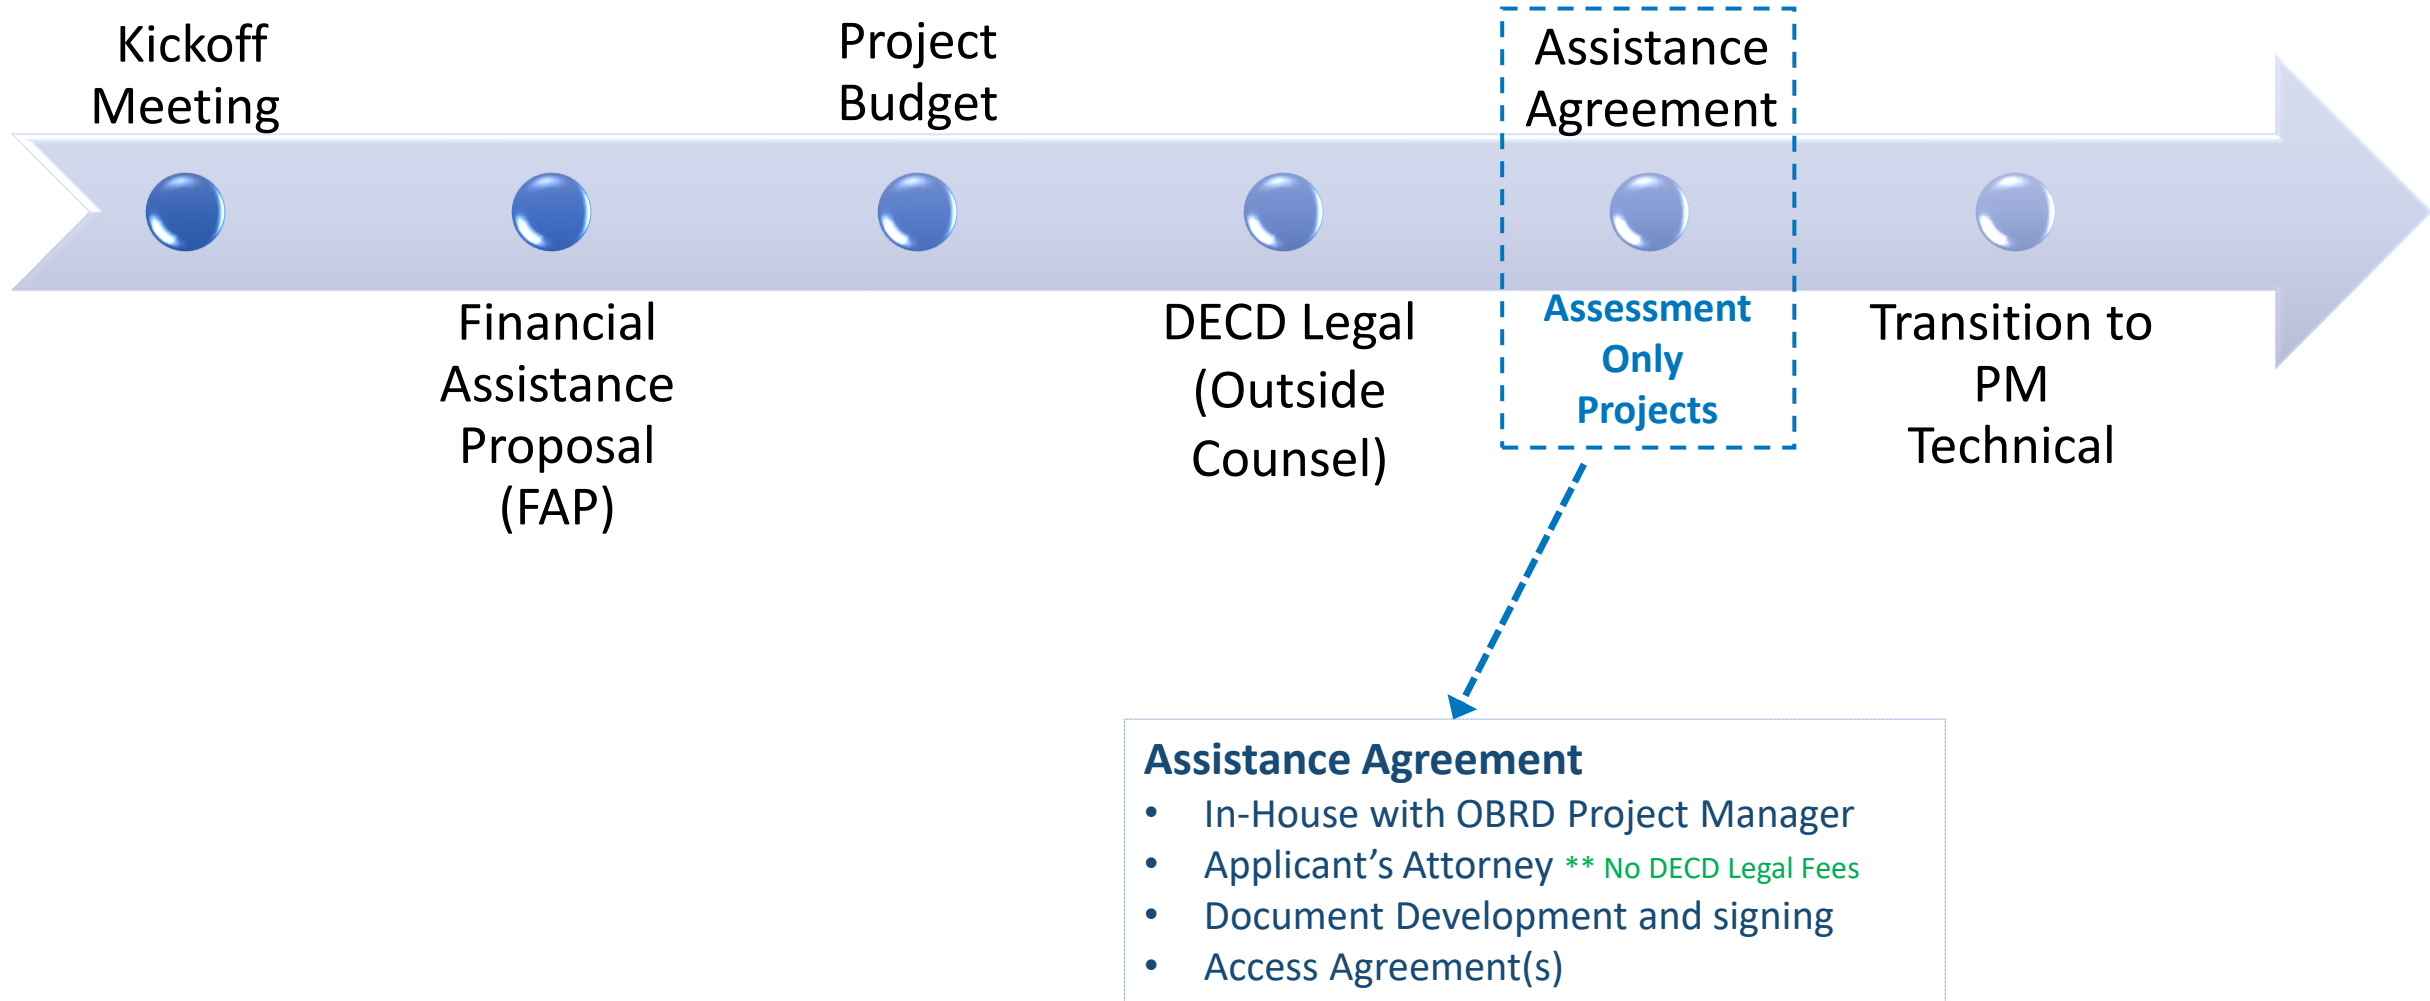 Kickoff
Meeting
Financial
Assistance
Proposal
(FAP)
Project
Budget
DECD Legal
(Outside
Counsel)
Assistance
Agreement
Assessment
Only
Projects
Transition to
PM
Technical
Assistance Agreement
• In-House with OBRD Project Manager
• Applicant’s Attorney ** No DECD Legal Fees
• Document Development and signing
• Access Agreement(s)